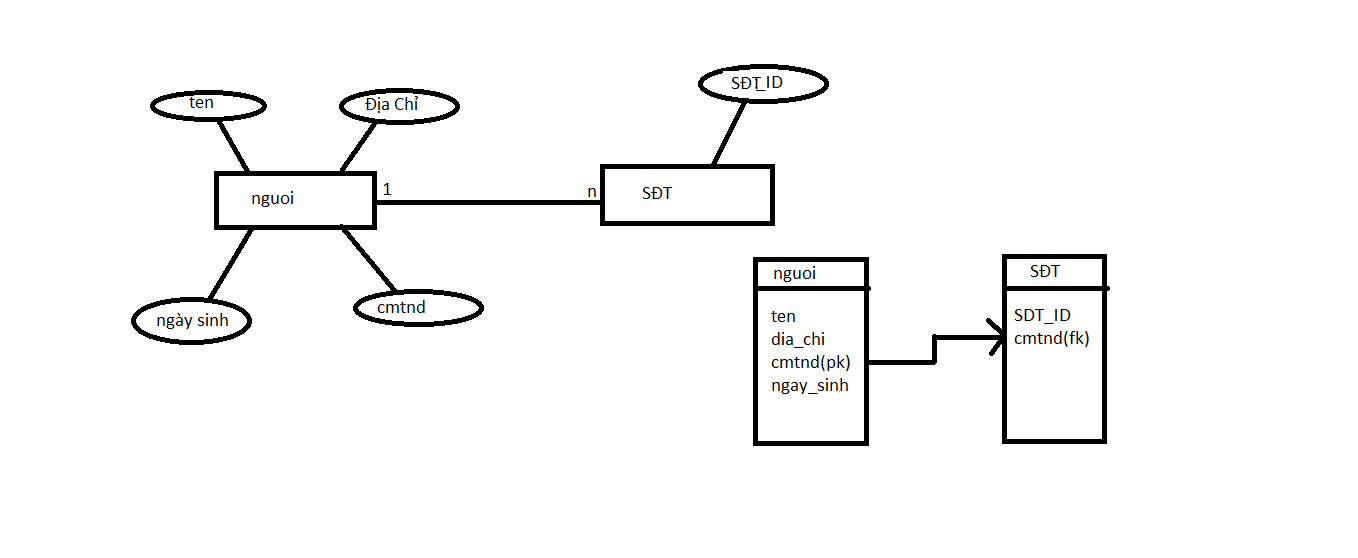 ten
Địa Chỉ
SĐT_ID
nguoi
1
n
SĐT
ngày sinh
cmtnd
nguoi
ten
dia_chi
cmtnd(pk)
ngay_sinh
SĐT
SDT_ID
cmtnd(fk)